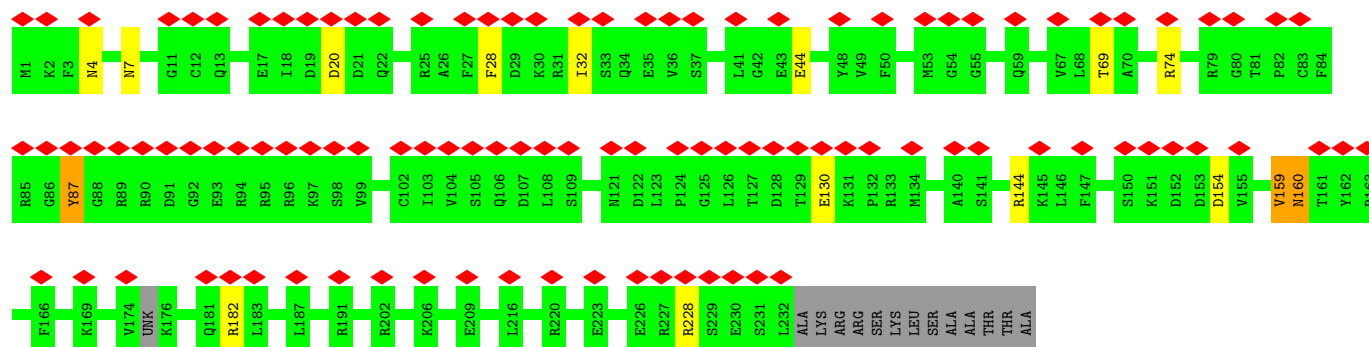 M1 K2 F3 N4 N7 G11 C12 Q13 E17 I18 D19 D20 D21 Q22 R25 A26 F27 F28 D29 K30 R31 I32 S33 Q34 E35 V36 S37 L41 G42 E43 E44 Y48 V49 F50 M53 G54 G55 Q59 V67 L68 T69 A70 R74 R79 G80 T81 P82 C83 F84
R85 G86 Y87 G88 R89 R90 D91 G92 E93 R94 R95 R96 K97 S98 V99 C102 I103 V104 S105 Q106 D107 L108 S109 N121 D122 L123 P124 G125 L126 T127 D128 T129 E130 K131 P132 R133 M134 A140 S141 R144 K145 L146 F147 S150 K151 D152 D153 D154 V155 V159 N160 T161 Y162
F166 K169 V174 UNK K176 Q181 R182 L183 L187 R191 R202 K206 E209 L216 R220 E223 E226 R227 R228 S229 E230 S231 L232 ALA LYS ARG ARG SER LYS LEU SER ALA ALA THR THR ALA